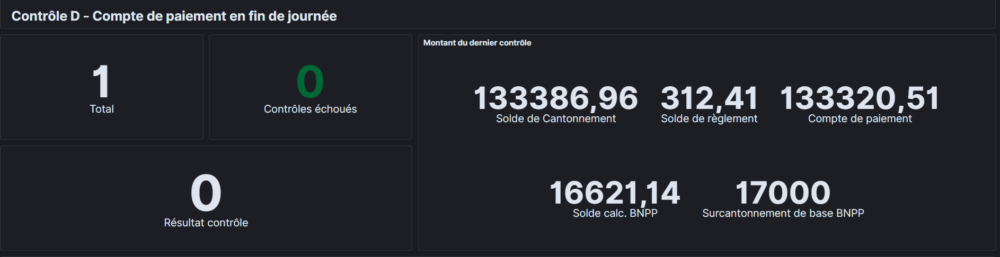 Contrôle D - Compte de paiement en fin de journée
1
Total
0
Contrôles échoués
0
Résultat contrôle
Montant du dernier contrôle
133386,96
Solde de Cantonnement
312,41
Solde de règlement
133320,51
Compte de paiement
16621,14
Solde calc. BNPP
17000
Surcantonnement de base BNPP